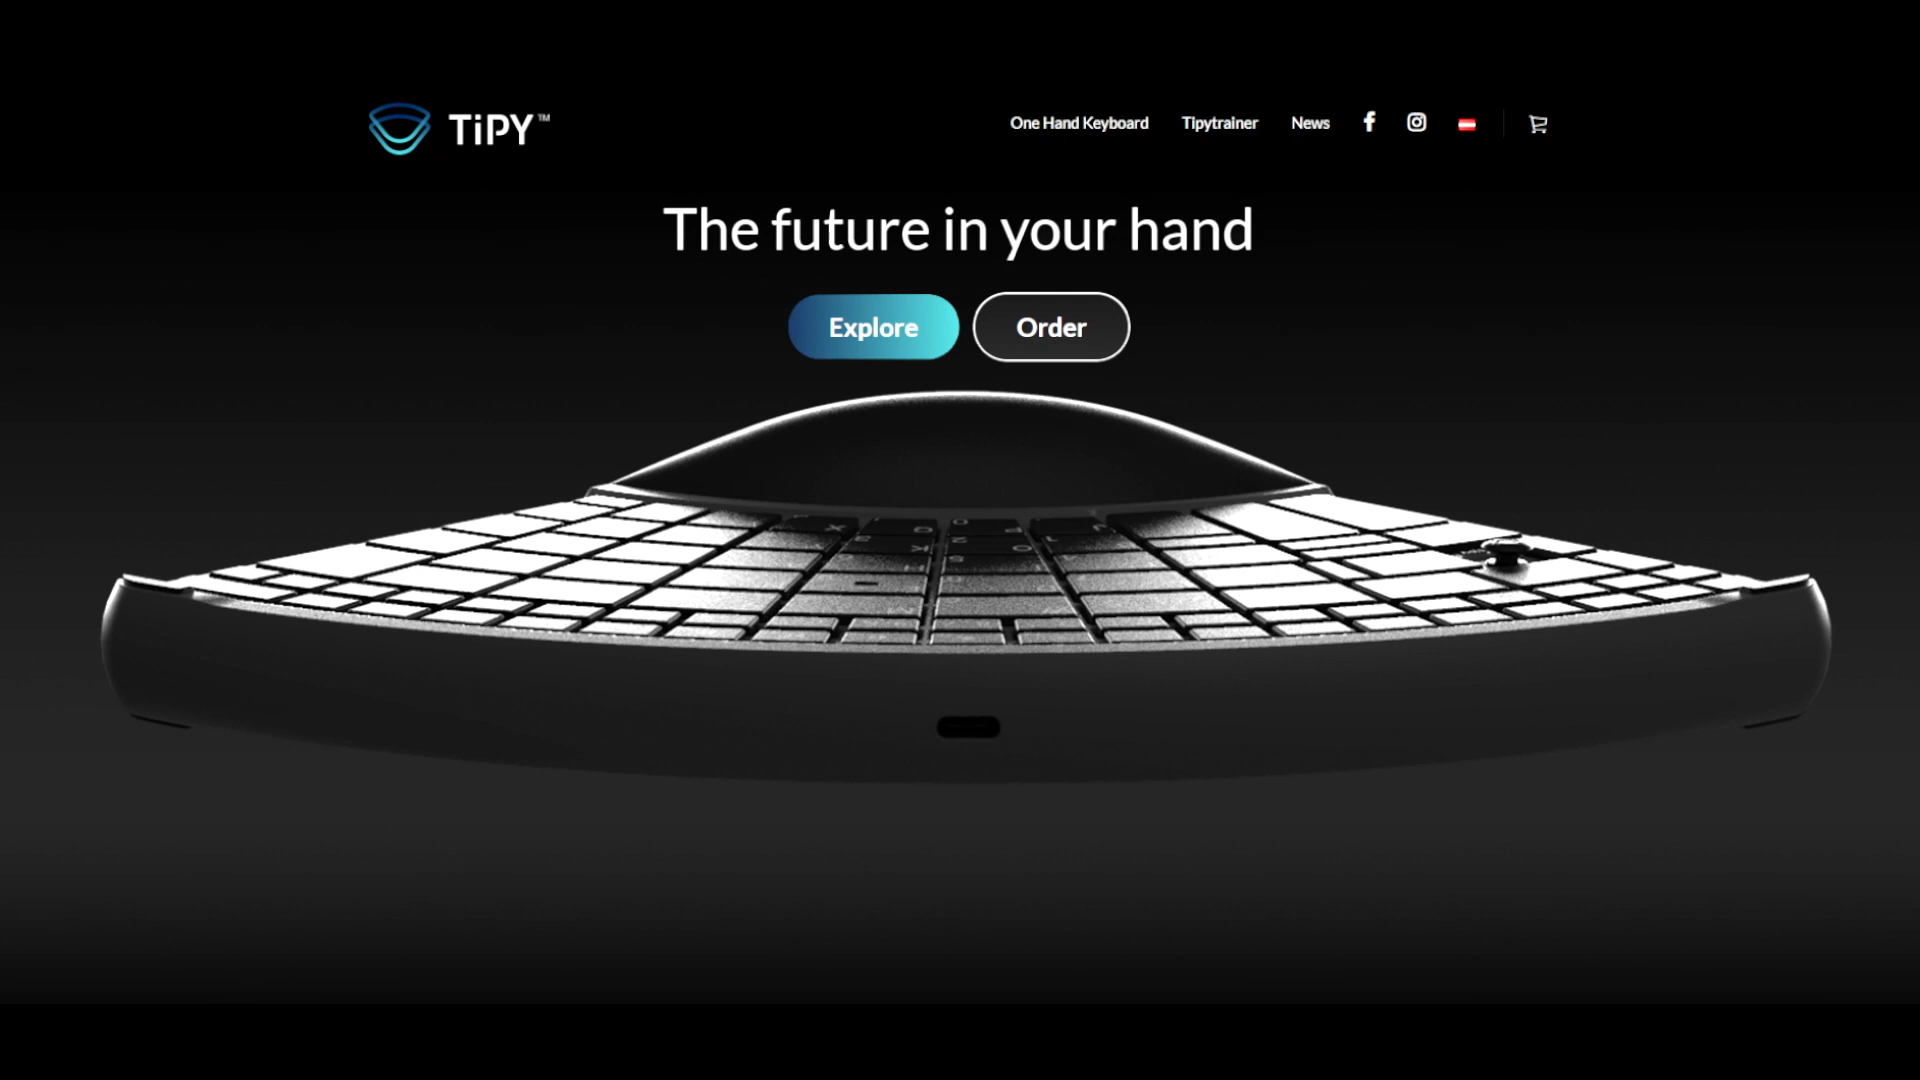 TiPY™
One Hand Keyboard Tipytrainer News
The future in your hand
Explore Order